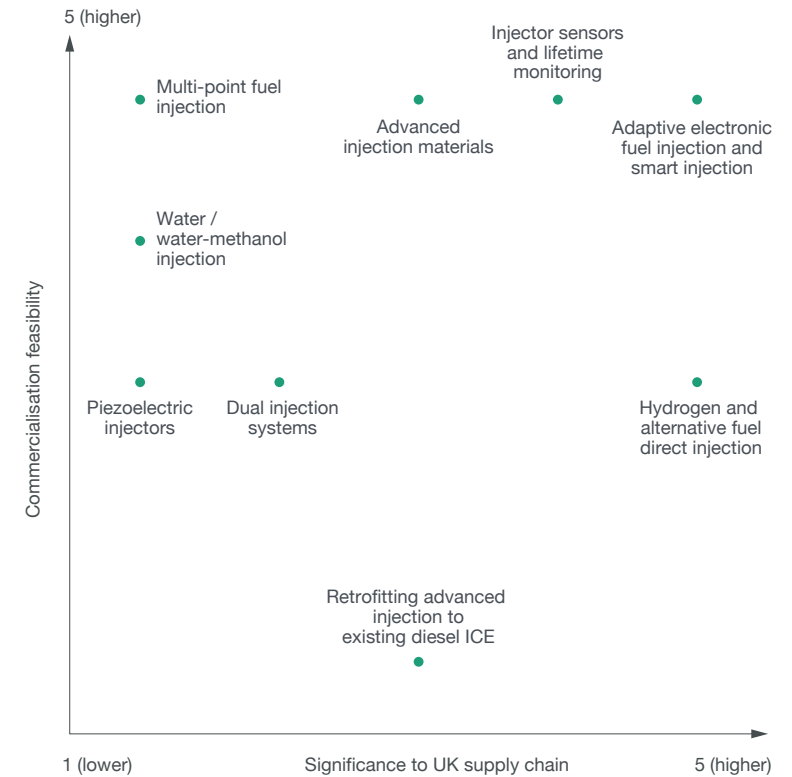 5 (higher)
Injector sensors
and lifetime
monitoring
Multi-point fuel
injection
Advanced
injection materials
Adaptive electronic
fuel injection and
smart injection
Water /
water-methanol
injection
Commercialisation feasibility
Piezoelectric
injectors
Dual injection
systems
Hydrogen and
alternative fuel
direct injection
Retrofitting advanced
injection to
existing diesel ICE
1 (lower)
Significance to UK supply chain
5 (higher)